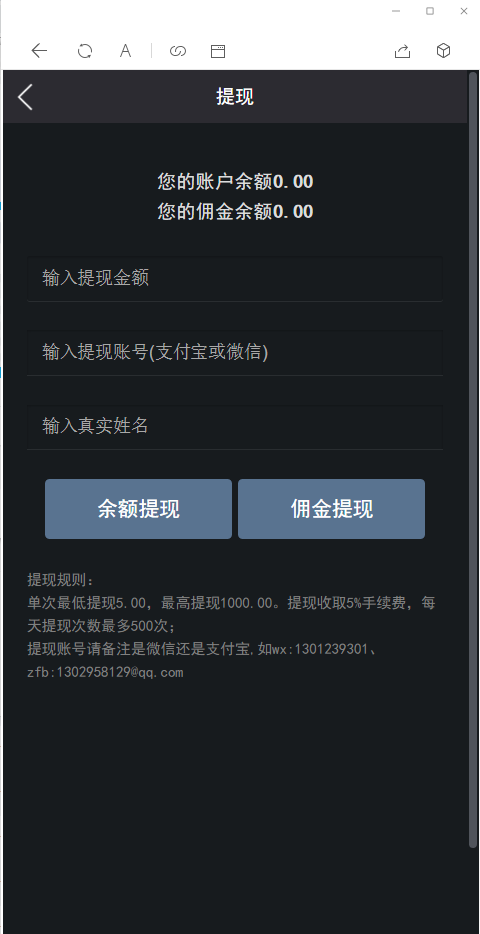 A
提现
您的账户余额0.00
您的佣金余额0.00
输入提现金额
输入提现账号(支付宝或微信)
输入真实姓名
余额提现
佣金提现
提现规则：
单次最低提现5.00，最高提现1000.00。提现收取5%手续费，每
天提现次数最多500次；
提现账号请备注是微信还是支付宝,如wx:1301239301、
zfb:1302958129@qq.com